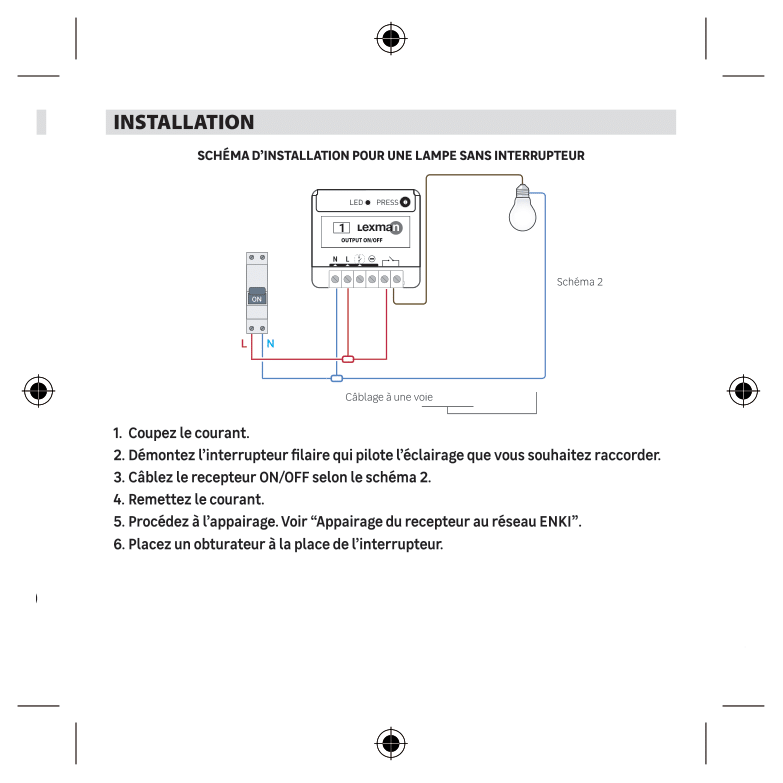 INSTALLATION
SCHÉMA D’INSTALLATION POUR UNE LAMPE SANS INTERRUPTEUR
LED PRESS
1 Lexman
OUTPUT ON/OFF
N L
ON
L N
Schéma 2
Câblage à une voie
1. Coupez le courant.
2. Démontez l’interrupteur filaire qui pilote l’éclairage que vous souhaitez raccorder.
3. Câblez le recepteur ON/OFF selon le schéma 2.
4. Remettez le courant.
5. Procédez à l’appairage. Voir “Appairage du recepteur au réseau ENKI”.
6. Placez un obturateur à la place de l’interrupteur.